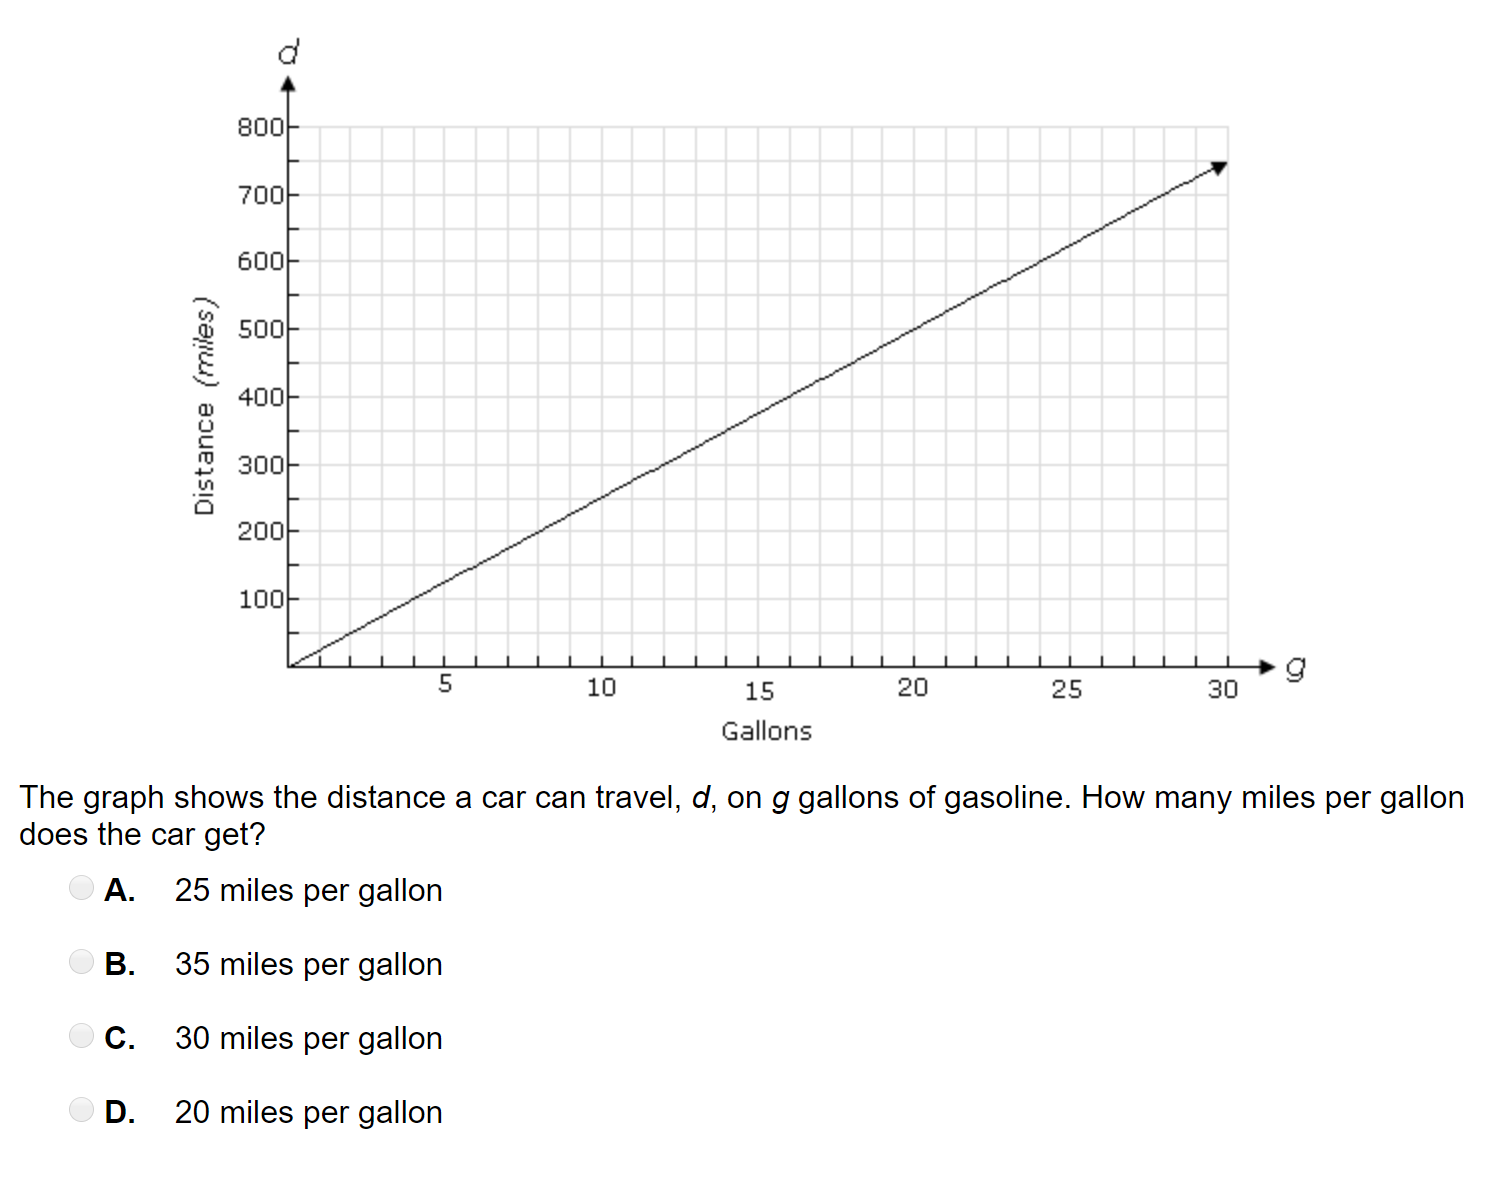 d
800
700
600
500
400
300
200
100
Distance (miles)
5 10 15 20 25 30 g
Gallons
The graph shows the distance a car can travel, d, on g gallons of gasoline. How many miles per gallon
does the car get?
A. 25 miles per gallon
B. 35 miles per gallon
C. 30 miles per gallon
D. 20 miles per gallon